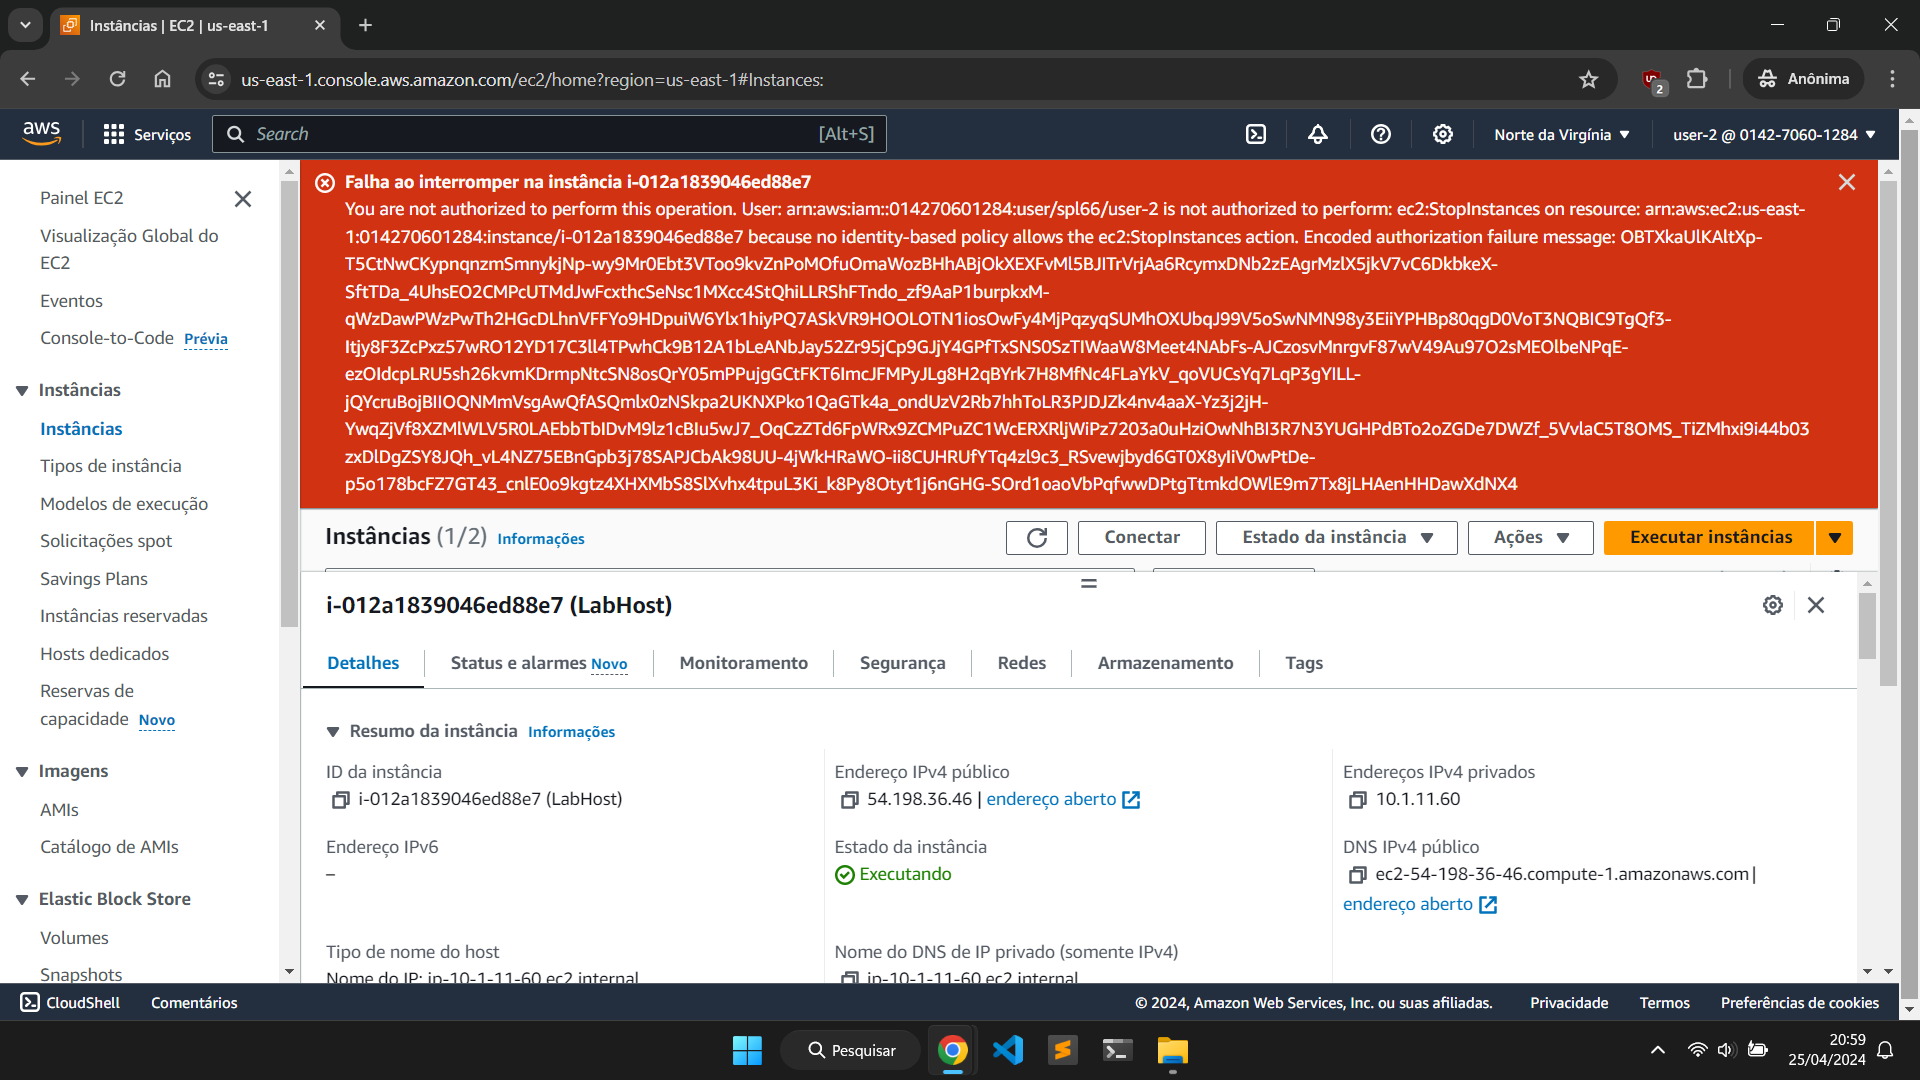 Instâncias | EC2 | us-east-1
us-east-1.console.aws.amazon.com/ec2/home?region=us-east-1#Instances:
2
Anônima
aws
Serviços
Search
[Alt+S]
Norte da Virgínia
user-2 @ 0142-7060-1284
Painel EC2
Visualização Global do
EC2
Eventos
Console-to-Code Prévia
Instâncias
Instâncias
Tipos de instância
Modelos de execução
Solicitações spot
Savings Plans
Instâncias reservadas
Hosts dedicados
Reservas de
capacidade Novo
Imagens
AMIs
Catálogo de AMIs
Elastic Block Store
Volumes
Snapshots
Falha ao interromper na instância i-012a1839046ed88e7
You are not authorized to perform this operation. User: arn:aws:iam::014270601284:user/spl66/user-2 is not authorized to perform: ec2:StopInstances on resource: arn:aws:ec2:us-east-
1:014270601284:instance/i-012a1839046ed88e7 because no identity-based policy allows the ec2:StopInstances action. Encoded authorization failure message: OBTXkaUlKAltXp-
T5CtNwCKypnqnzmSmnykjNp-wy9Mr0Ebt3VToo9kvZnPoMOfuOmaWozBHhABjOkXEXFvMl5BJITrVrjAa6RcymxDNb2zEAgrMzlX5jkV7vC6DkbkeX-
SftTDa_4UhsEO2CMPcUTMdJwFcxthcSeNsc1MXcc4StQhiLLRShFTndo_zf9AaP1burpkxM-
qWzDawPWzPwTh2HGcDLhnVFFYo9HDpuiW6Ylx1hiyPQ7ASkVR9HOOLOTN1iosOwFy4MjPqzyqSUMhOXUbqJ99V5oSwNMN98y3EiiYPHBp80qgD0VoT3NQBIC9TgQf3-
Itjy8F3ZcPxz57wRO12YD17C3ll4TPwhCk9B12A1bLeANbJay52Zr95jCp9GJjY4GPfTxSNS0SzTIWaaW8Meet4NAbFs-AJCzosvMnrgvF87wV49Au97O2sMEOlbeNPqE-
ezOIdcpLRU5sh26kvmKDrmpNtcSN8osQrY05mPPujgGCtFKT6ImcJFMPyJLg8H2qBYrk7H8MfNc4FLaYkV_qoVUCsYq7LqP3gYILL-
jQYcruBojBIIOQNMmVsgAwQfASQmlx0zNSkpa2UKNXPko1QaGTk4a_ondUzV2Rb7hhToLR3PJDJZk4nv4aaX-Yz3j2jH-
YwqZjVf8XZMlWLV5R0LAEbbTbIDvM9lz1cBIu5wJ7_OqCzZTd6FpWRx9ZCMPuZC1WcERXRljWiPz7203a0uHziOwNhBI3R7N3YUGHPdBTo2oZGDe7DWZf_5VvlaC5T8OMS_TiZMhxi9i44b03
zxDlDgZSY8JQh_vL4NZ75EBnGpb3j78SAPJCbAk98UU-4jWkHRaWO-ii8CUHRUfYTq4zl9c3_RSvewjbyd6GT0X8yIiV0wPtDe-
p5o178bcFZ7GT43_cnlE0o9kgtz4XHXMbS8SlXvhx4tpuL3Ki_k8Py8Otyt1j6nGHG-SOrd1oaoVbPqfwwDPtgTtmkdOWlE9m7Tx8jLHAenHHDawXdNX4
Instâncias (1/2) Informações
Conectar
Estado da instância
Ações
Executar instâncias
i-012a1839046ed88e7 (LabHost)
Detalhes
Status e alarmes Novo
Monitoramento
Segurança
Redes
Armazenamento
Tags
Resumo da instância Informações
ID da instância
i-012a1839046ed88e7 (LabHost)
Endereço IPv4 público
54.198.36.46 | endereço aberto
Endereços IPv4 privados
10.1.11.60
Endereço IPv6
–
Estado da instância
Executando
DNS IPv4 público
ec2-54-198-36-46.compute-1.amazonaws.com |
endereço aberto
Tipo de nome do host
Nome do IP: ip-10-1-11-60.ec2.internal
Nome do DNS de IP privado (somente IPv4)
ip-10-1-11-60.ec2.internal
CloudShell
Comentários
© 2024, Amazon Web Services, Inc. ou suas afiliadas.
Privacidade
Termos
Preferências de cookies
Pesquisar
20:59
25/04/2024